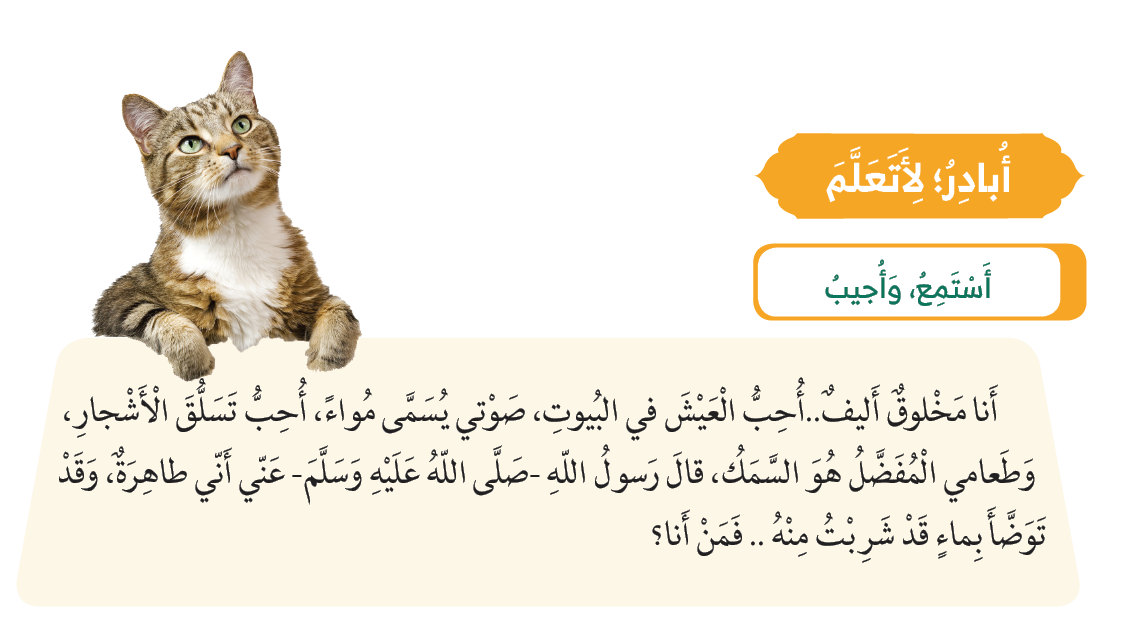 أُبادِرُ؛ لِأَتَعَلَّمَ
أَسْتَمِعُ، وَأُجيبُ
أَنا مَخْلوقٌ أَليفٌ..أُحِبُّ الْعَيْشَ في البُيوتِ، صَوْتي يُسَمَّى مُواءً، أُحِبُّ تَسَلُّقَ الْأَشْجارِ،
وَطَعامي الْمُفَضَّلُ هُوَ السَّمَكُ، قالَ رَسولُ اللّهِ -صَلَّى اللّهُ عَلَيْهِ وَسَلَّمَ- عَنّي أَنّي طاهِرَةٌ، وَقَدْ
تَوَضَّأَ بِماءٍ قَدْ شَرِبْتُ مِنْهُ .. فَمَنْ أَنا؟